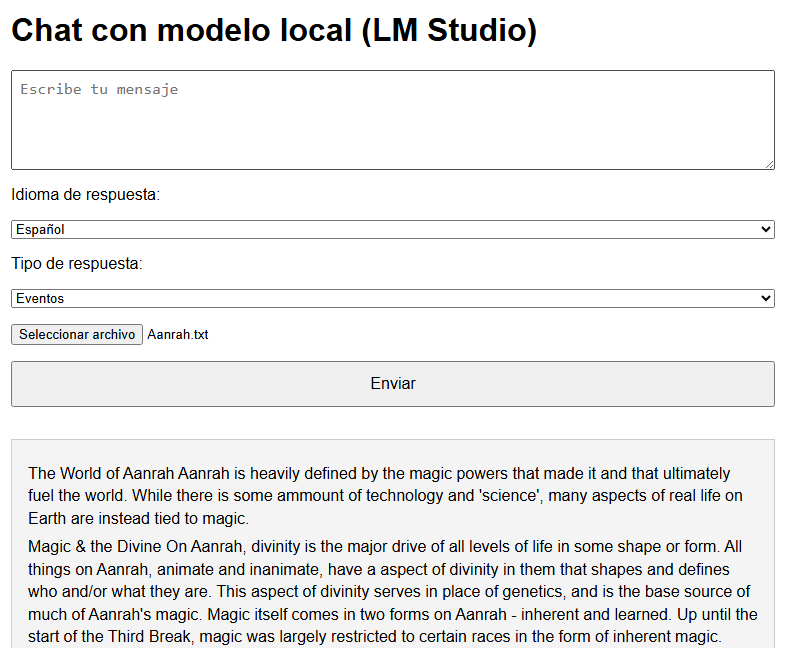 Chat con modelo local (LM Studio)
Escribe tu mensaje
Idioma de respuesta:
Español
Tipo de respuesta:
Eventos
Seleccionar archivo Aanrah.txt
Enviar
The World of Aanrah Aanrah is heavily defined by the magic powers that made it and that ultimately
fuel the world. While there is some ammount of technology and 'science', many aspects of real life on
Earth are instead tied to magic.
Magic & the Divine On Aanrah, divinity is the major drive of all levels of life in some shape or form. All
things on Aanrah, animate and inanimate, have a aspect of divinity in them that shapes and defines
who and/or what they are. This aspect of divinity serves in place of genetics, and is the base source of
much of Aanrah's magic. Magic itself comes in two forms on Aanrah - inherent and learned. Up until the
start of the Third Break, magic was largely restricted to certain races in the form of inherent magic.